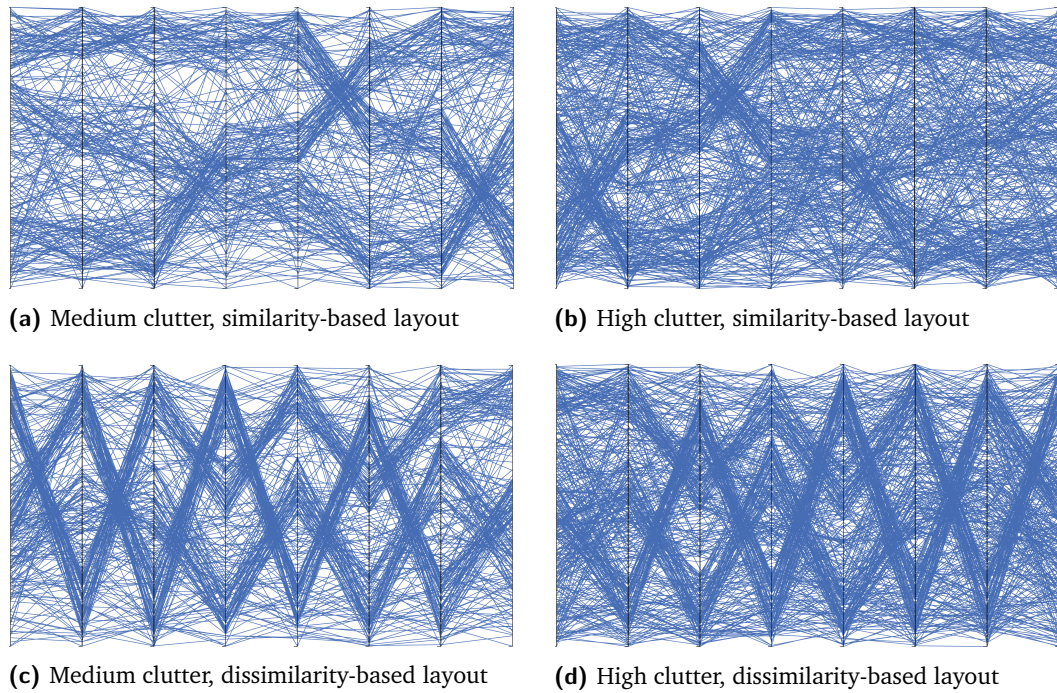 (a) Medium clutter, similarity-based layout
(b) High clutter, similarity-based layout
(c) Medium clutter, dissimilarity-based layout
(d) High clutter, dissimilarity-based layout